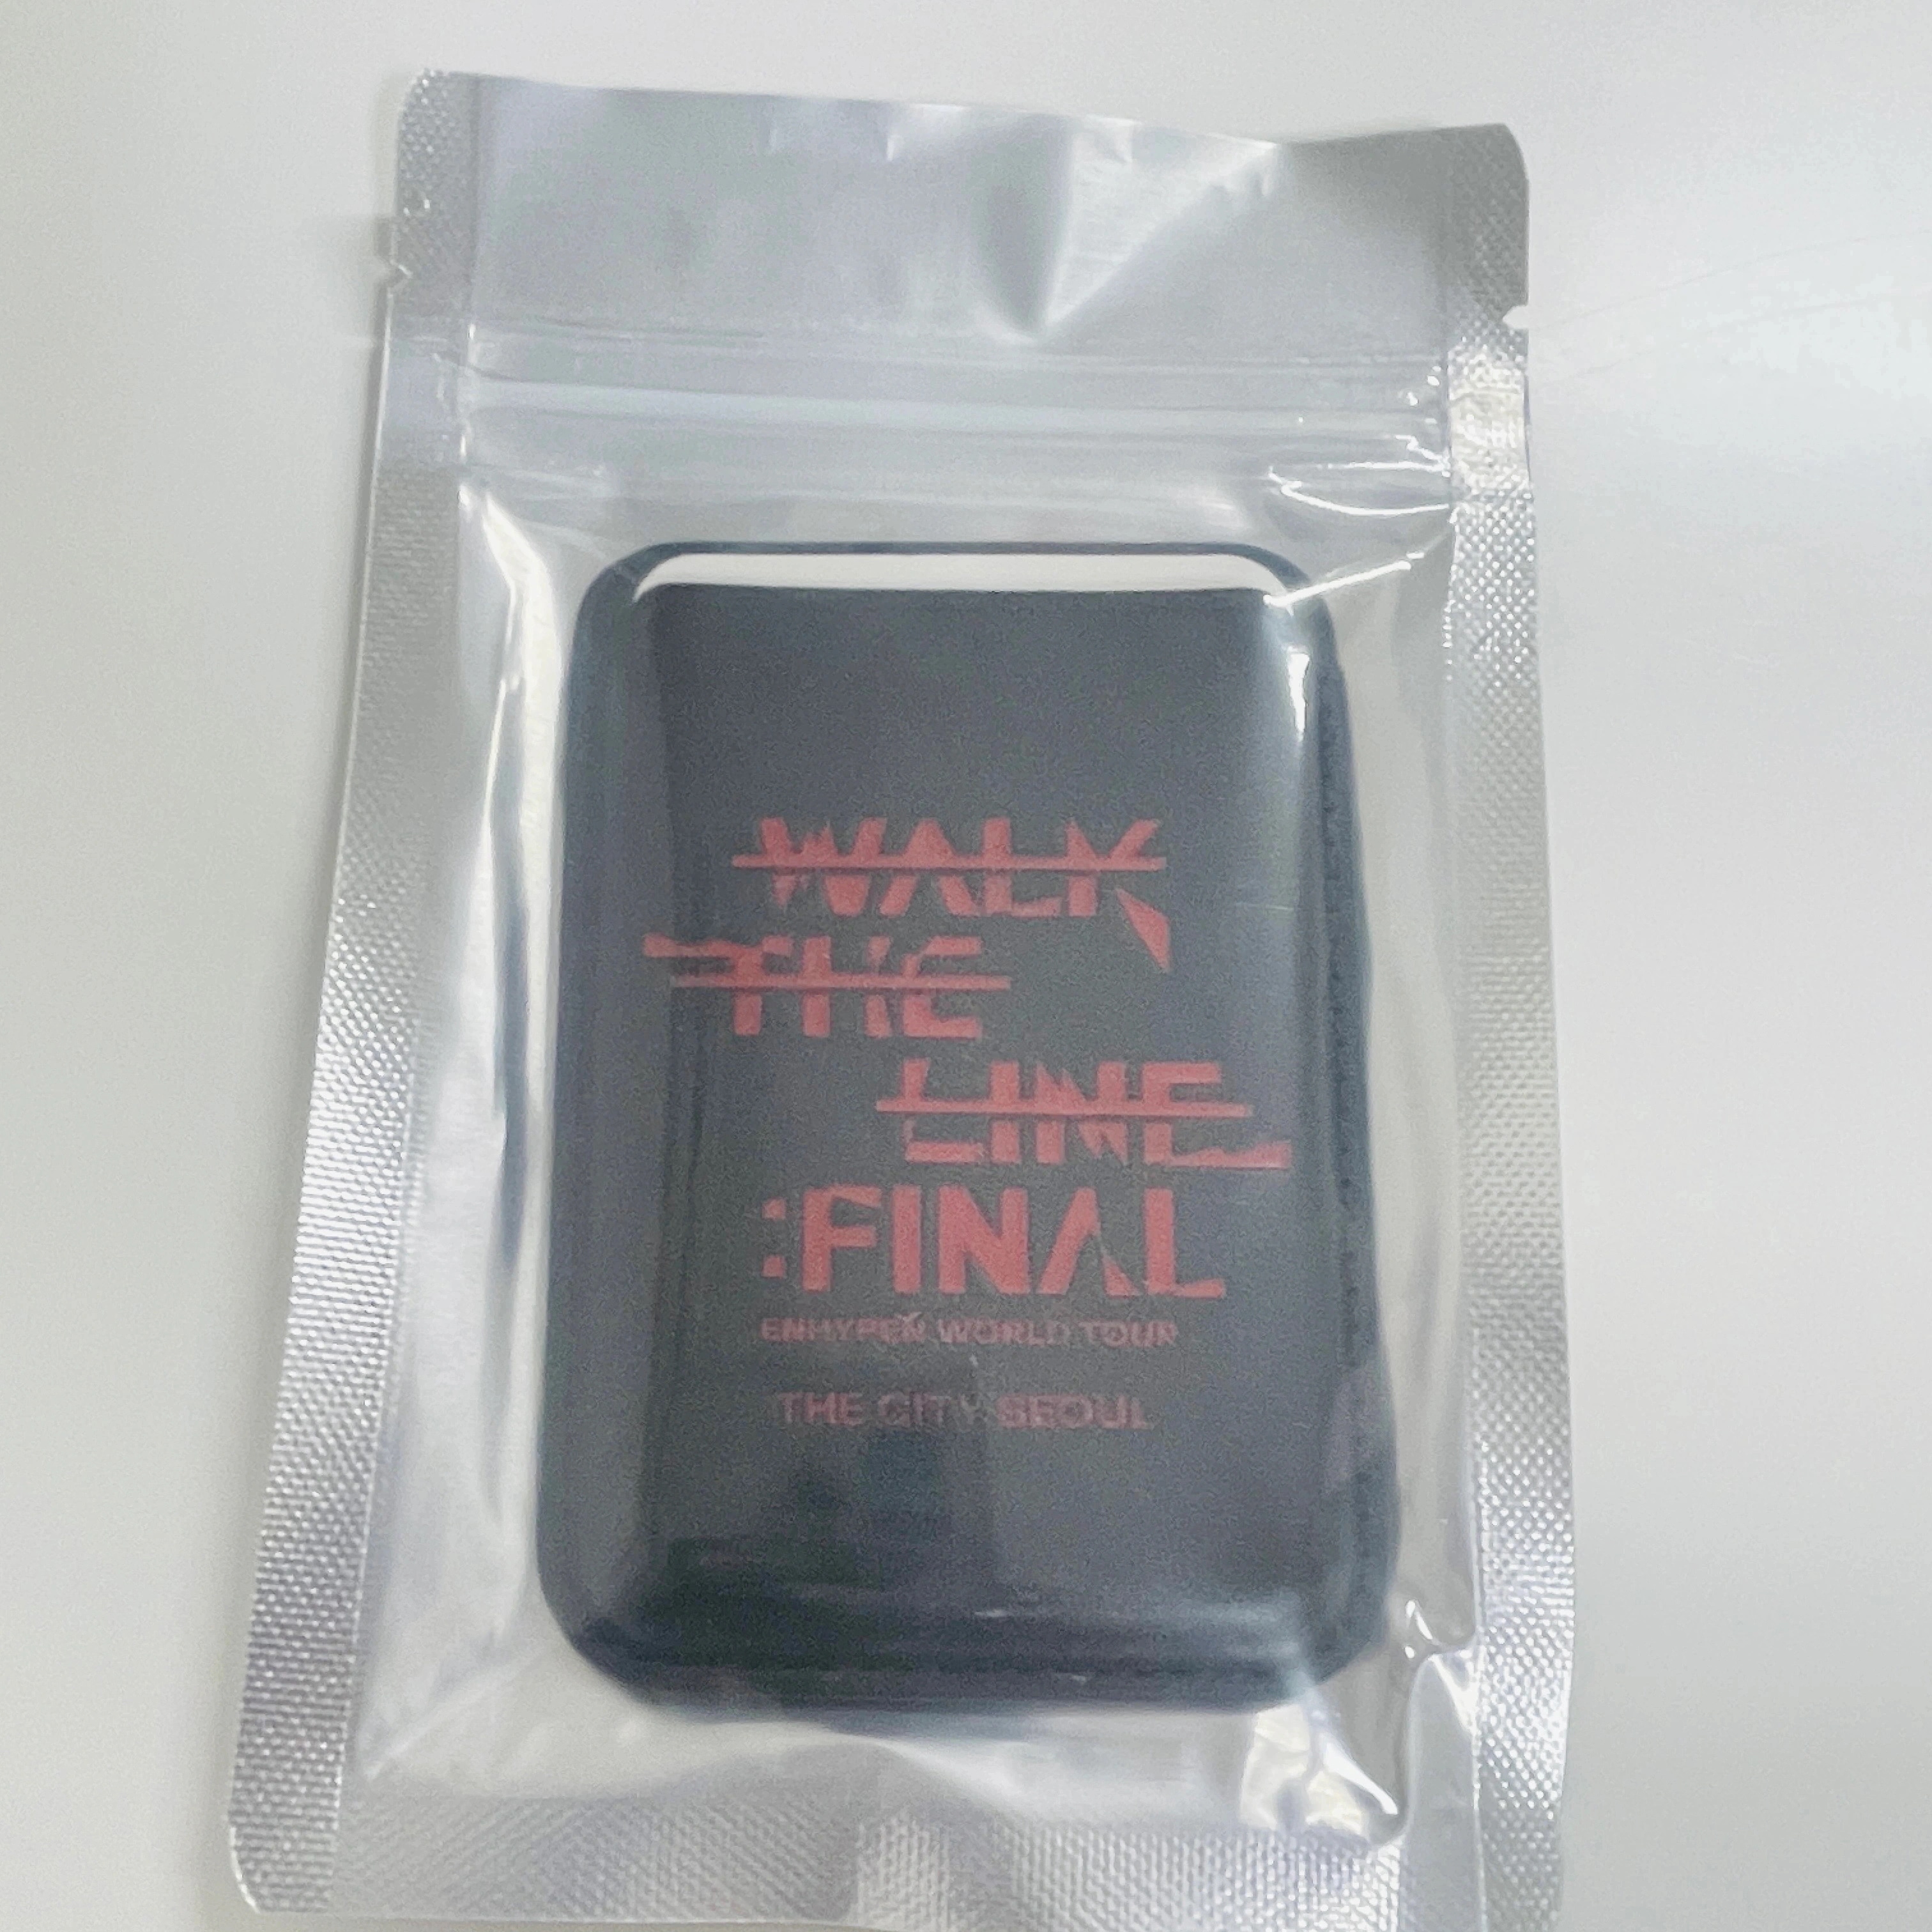 WALK
THE
LINE
:FINAL
ENHYPEN WORLD TOUR
THE CITY SEOUL